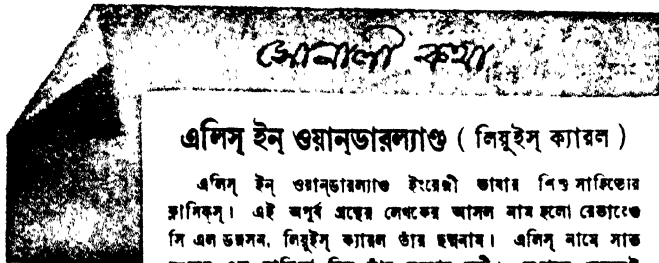 সোনালী কথা
এলিস্ ইন্ ওয়ান্ডারল্যাণ্ড ( লিয়ুইস্ ক্যারল )
এলিস্ ইন্ ওয়ান্ডারল্যাণ্ড ইংরেজী ভাষার শিশু সাহিত্যের
ক্লাসিক্স্। এই অপূর্ব গ্রন্থের লেখকের আসল নাম হলো রেভারেণ্ড
সি এল ডজসন, লিয়ুইস্ ক্যারল তাঁর ছদ্মনাম। এলিস্ নামে সাত